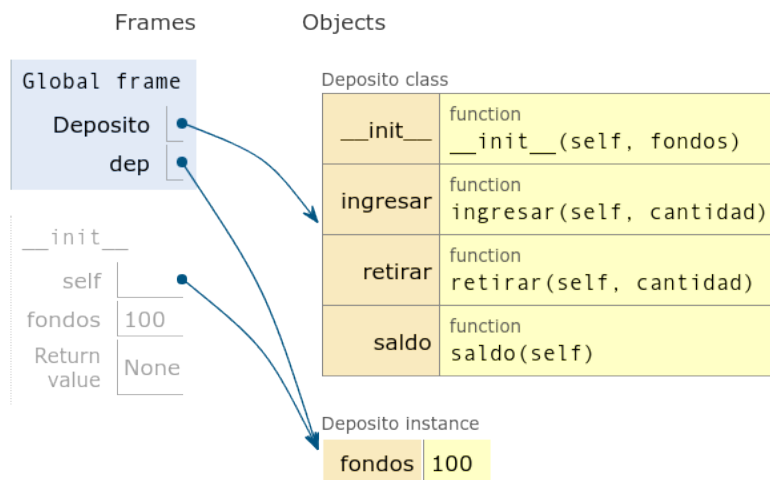 Frames
Objects
Global frame
Deposito
dep
__init__
self
fondos 100
Return
value None
Deposito class
__init__
function
__init__(self, fondos)
ingresar
function
ingresar(self, cantidad)
retirar
function
retirar(self, cantidad)
saldo
function
saldo(self)
Deposito instance
fondos 100